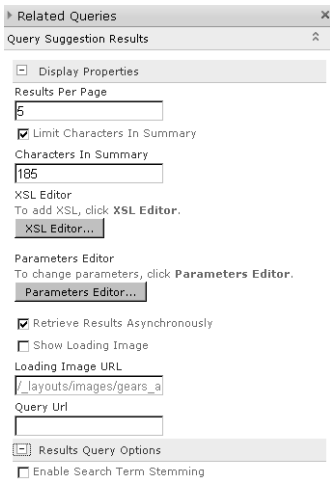 Related Queries
Query Suggestion Results
Display Properties
Results Per Page
5
Limit Characters In Summary
Characters In Summary
185
XSL Editor
To add XSL, click XSL Editor.
XSL Editor...
Parameters Editor
To change parameters, click Parameters Editor.
Parameters Editor...
Retrieve Results Asynchronously
Show Loading Image
Loading Image URL
/_layouts/images/gears_a
Query Url
Results Query Options
Enable Search Term Stemming